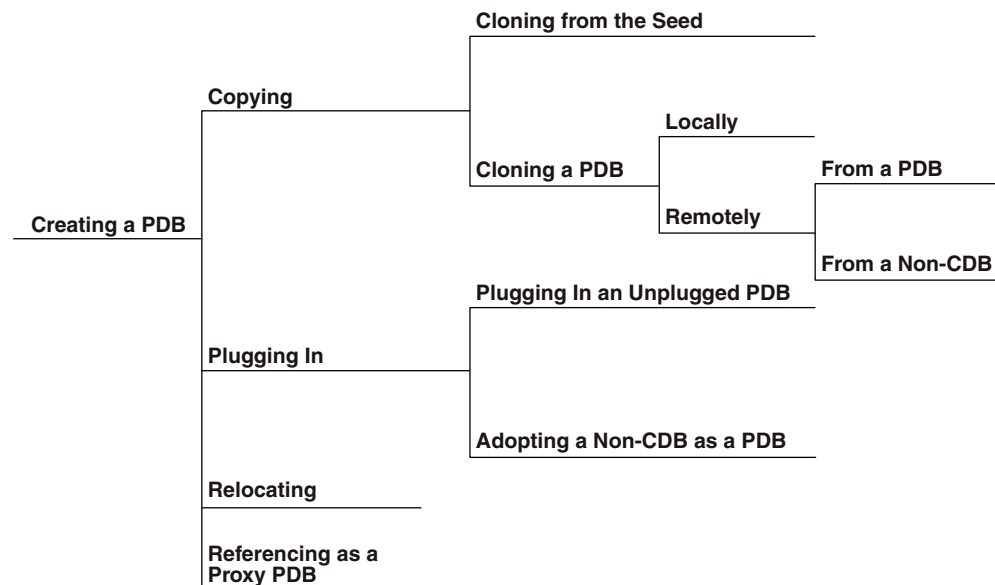 Cloning from the Seed
Copying
Locally
Cloning a PDB
From a PDB
Remotely
Creating a PDB
From a Non-CDB
Plugging In an Unplugged PDB
Plugging In
Adopting a Non-CDB as a PDB
Relocating
Referencing as a
Proxy PDB